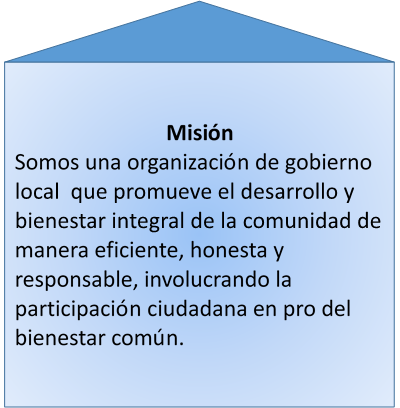 Misión
Somos una organización de gobierno
local  que promueve el desarrollo y
bienestar integral de la comunidad de
manera eficiente, honesta y
responsable, involucrando la
participación ciudadana en pro del
bienestar común.